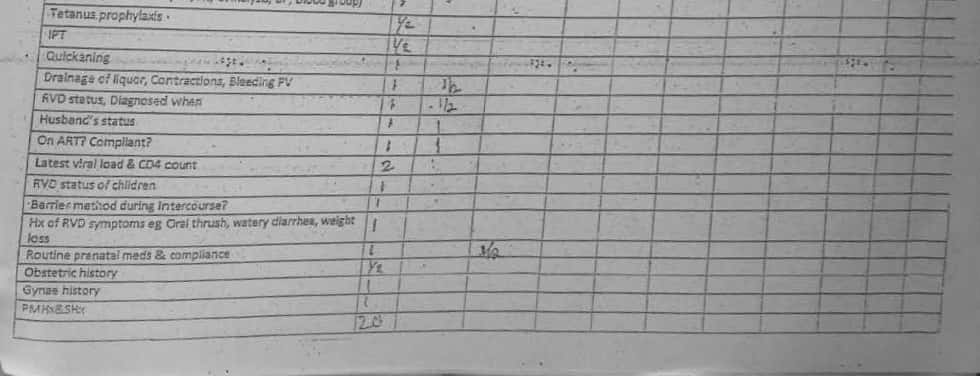 Tetanus prophylaxis 1/2
IPT 1/2
Quickaning 1
Drainage of liquor, Contractions, Bleeding PV 1 1/2
RVD status, Diagnosed when 1 1/2
Husband's status 1 1
On ART? Compliant? 1 1
Latest viral load & CD4 count 2
RVD status of children 1
Barrier method during Intercourse? 1
Hx of RVD symptoms eg Oral thrush, watery diarrhea, weight 1
loss
Routine prenatal meds & compliance 1
Obstetric history 1/2
Gynae history 1
PMHx&SHx 1
20